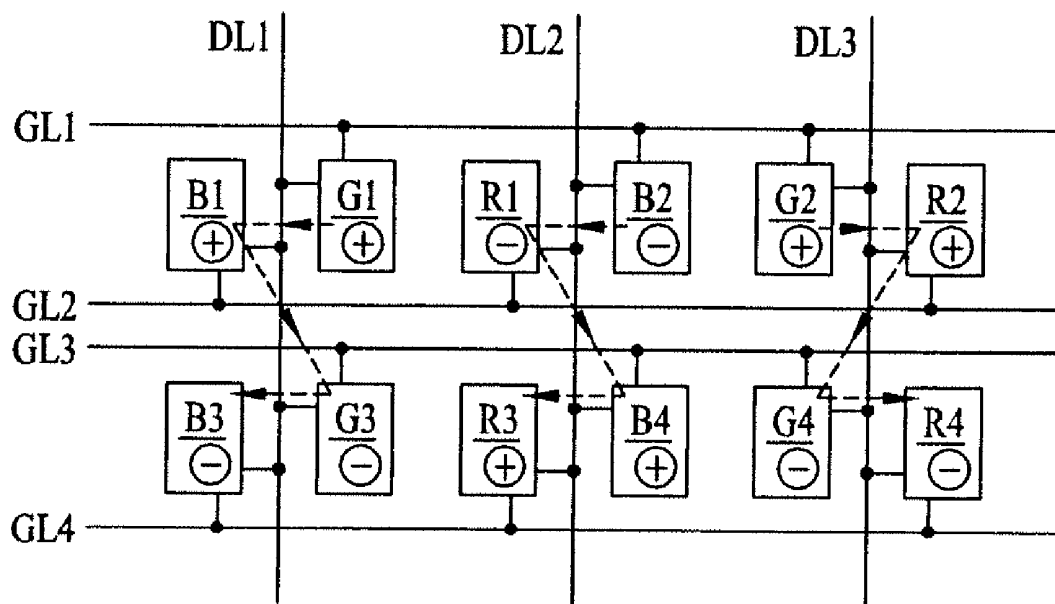 DL1 DL2 DL3
GL1
B1 G1 R1 B2 G2 R2
+ + − − + +
GL2
GL3
B3 G3 R3 B4 G4 R4
− − + + − −
GL4